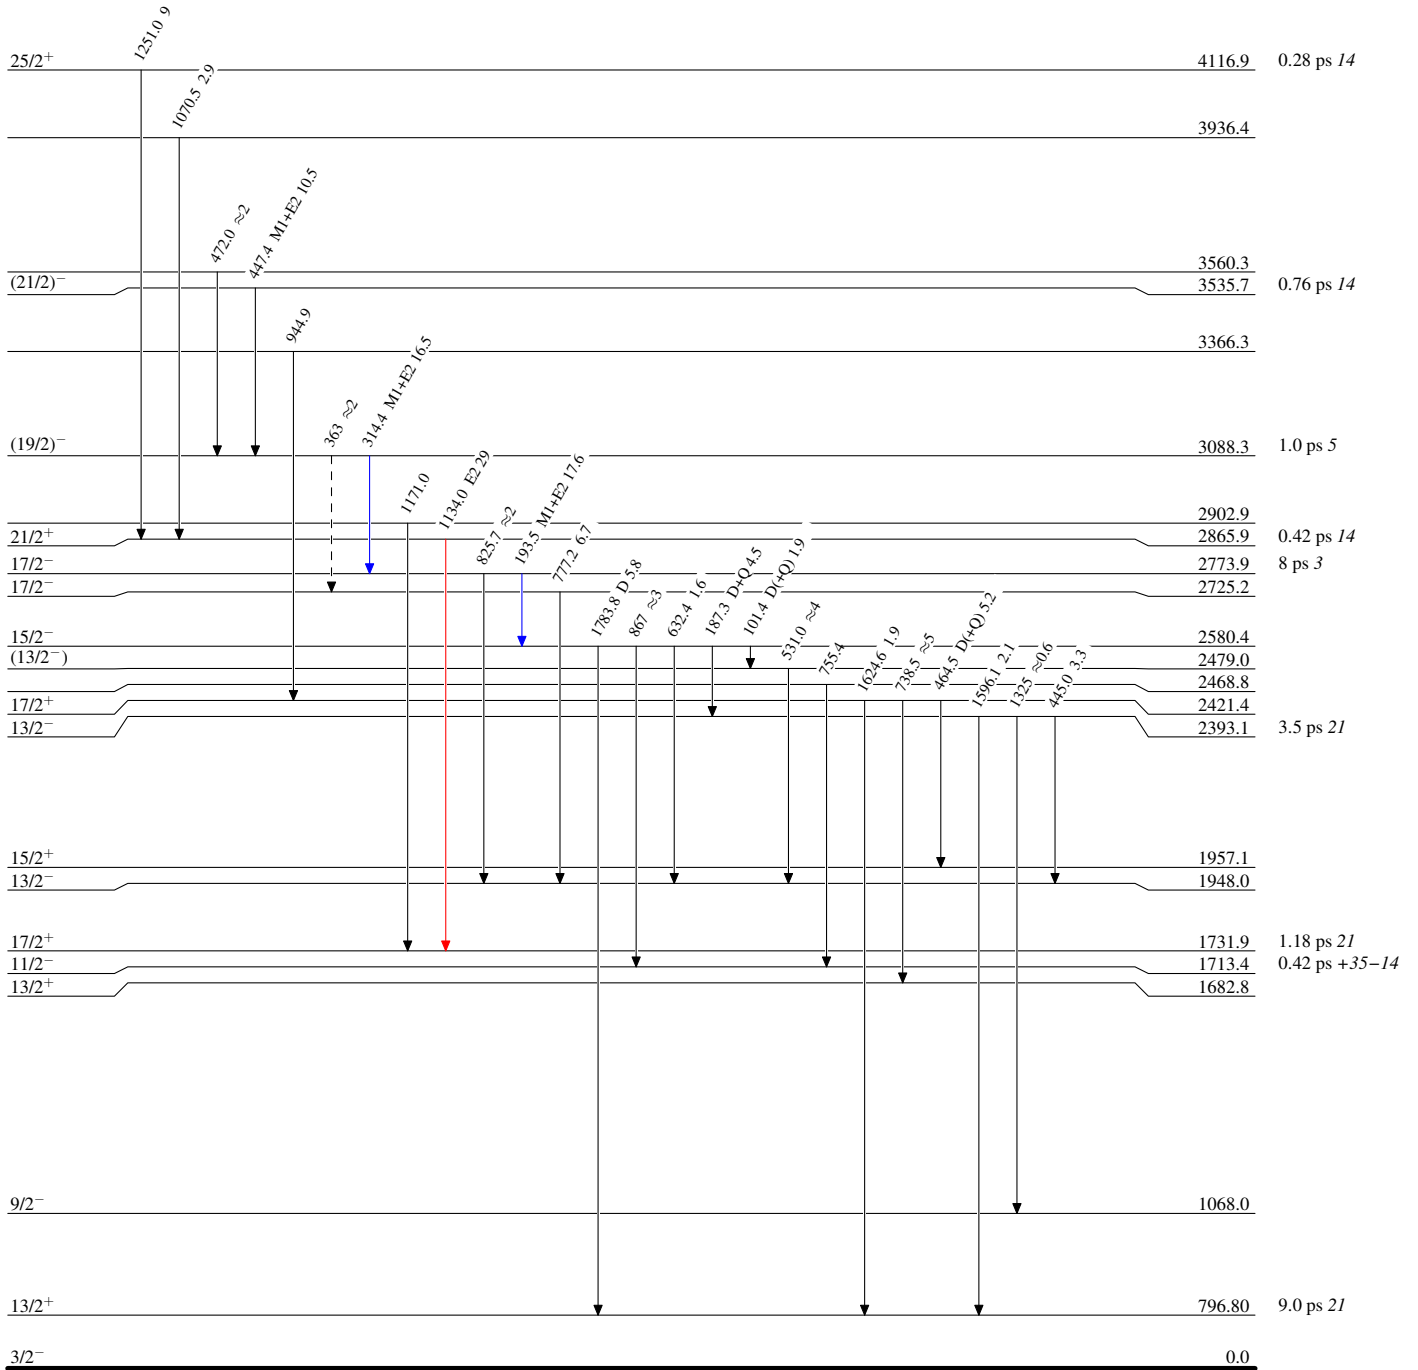 1251.0 9
25/2⁺ 4116.9 0.28 ps 14
1070.5 2.9
3936.4
472.0 ≈2
447.4 M1+E2 10.5
3560.3
(21/2)⁻ 3535.7 0.76 ps 14
944.9
3366.3
363 ≈2
314.4 M1+E2 16.5
(19/2)⁻ 3088.3 1.0 ps 5
1171.0
2902.9
1134.0 E2 29
21/2⁺ 2865.9 0.42 ps 14
825.7 ≈2
193.5 M1+E2 17.6
17/2⁻ 2773.9 8 ps 3
777.2 6.7
17/2⁻ 2725.2
1783.8 D 5.8
867 ≈3
632.4 1.6
187.3 D+Q 4.5
101.4 D(+Q) 1.9
15/2⁻ 2580.4
531.0 ≈4
(13/2⁻) 2479.0
755.4
2468.8
1624.6 1.9
738.5 ≈5
464.5 D(+Q) 5.2
17/2⁺ 2421.4
1596.1 2.1
1325 ≈0.6
445.0 3.3
13/2⁻ 2393.1 3.5 ps 21
15/2⁺ 1957.1
13/2⁻ 1948.0
17/2⁺ 1731.9 1.18 ps 21
11/2⁻ 1713.4 0.42 ps +35−14
13/2⁺ 1682.8
9/2⁻ 1068.0
13/2⁺ 796.80 9.0 ps 21
3/2⁻ 0.0